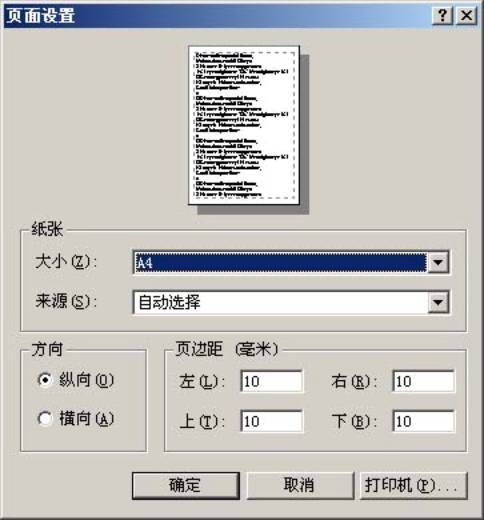 页面设置
纸张
大小(Z):
A4
来源(S):
自动选择
方向
页边距 (毫米)
纵向(O)
左(L): 10 右(R): 10
横向(A)
上(T): 10 下(B): 10
确定 取消 打印机(P)...